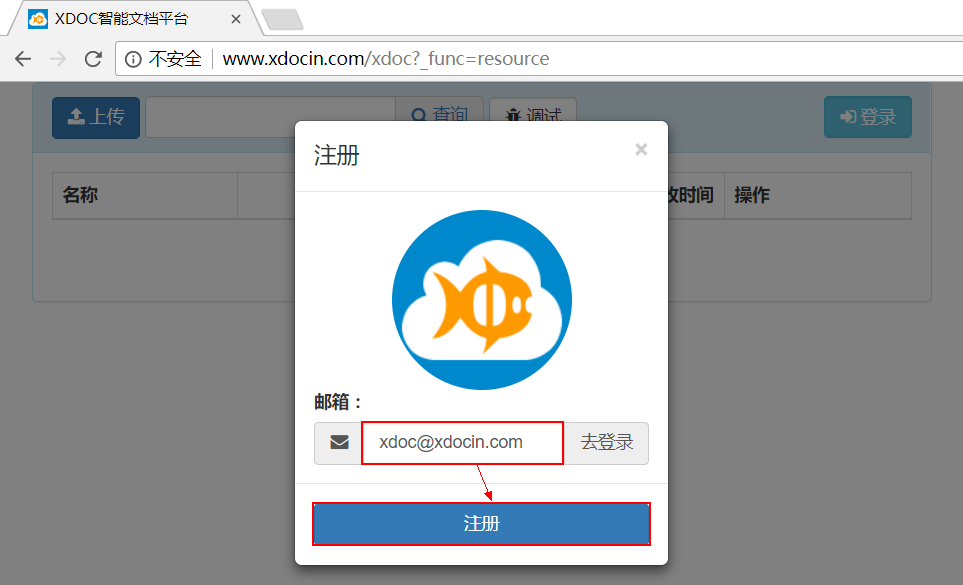 XDOC智能文档平台
不安全 www.xdocin.com/xdoc?_func=resource
上传 查询 调试 登录
注册
名称 改时间 操作
邮箱：
xdoc@xdocin.com 去登录
注册